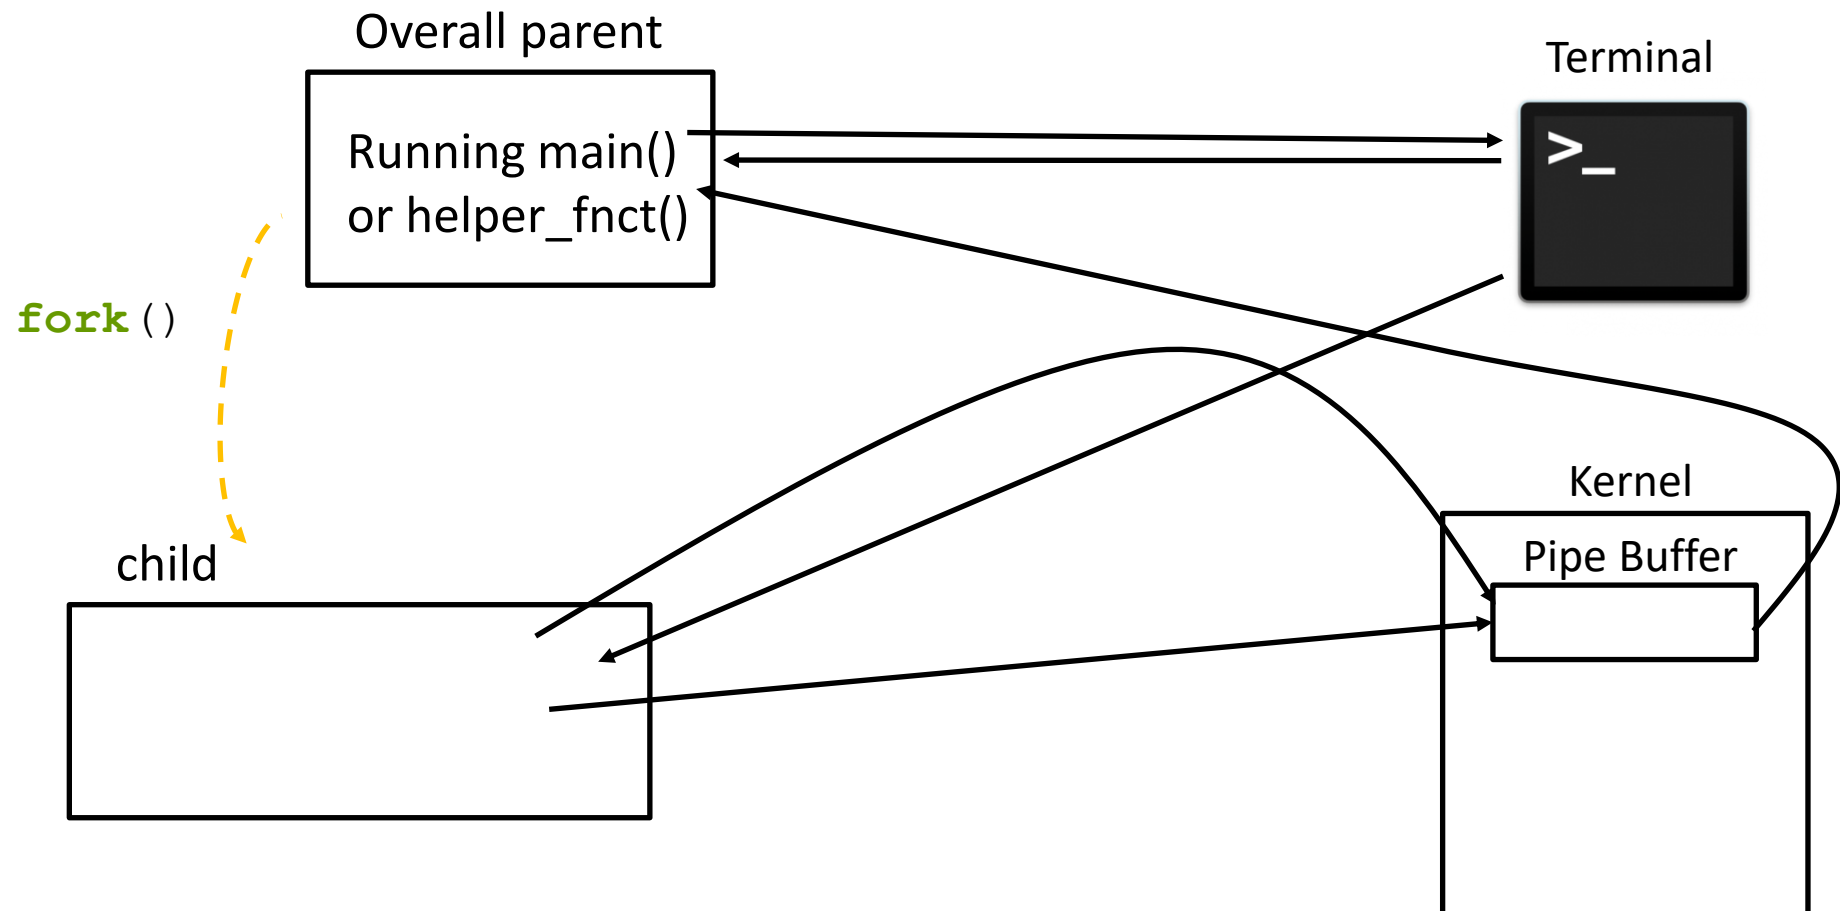 Overall parent
Terminal
Running main()
or helper_fnct()
>_
fork()
Kernel
Pipe Buffer
child